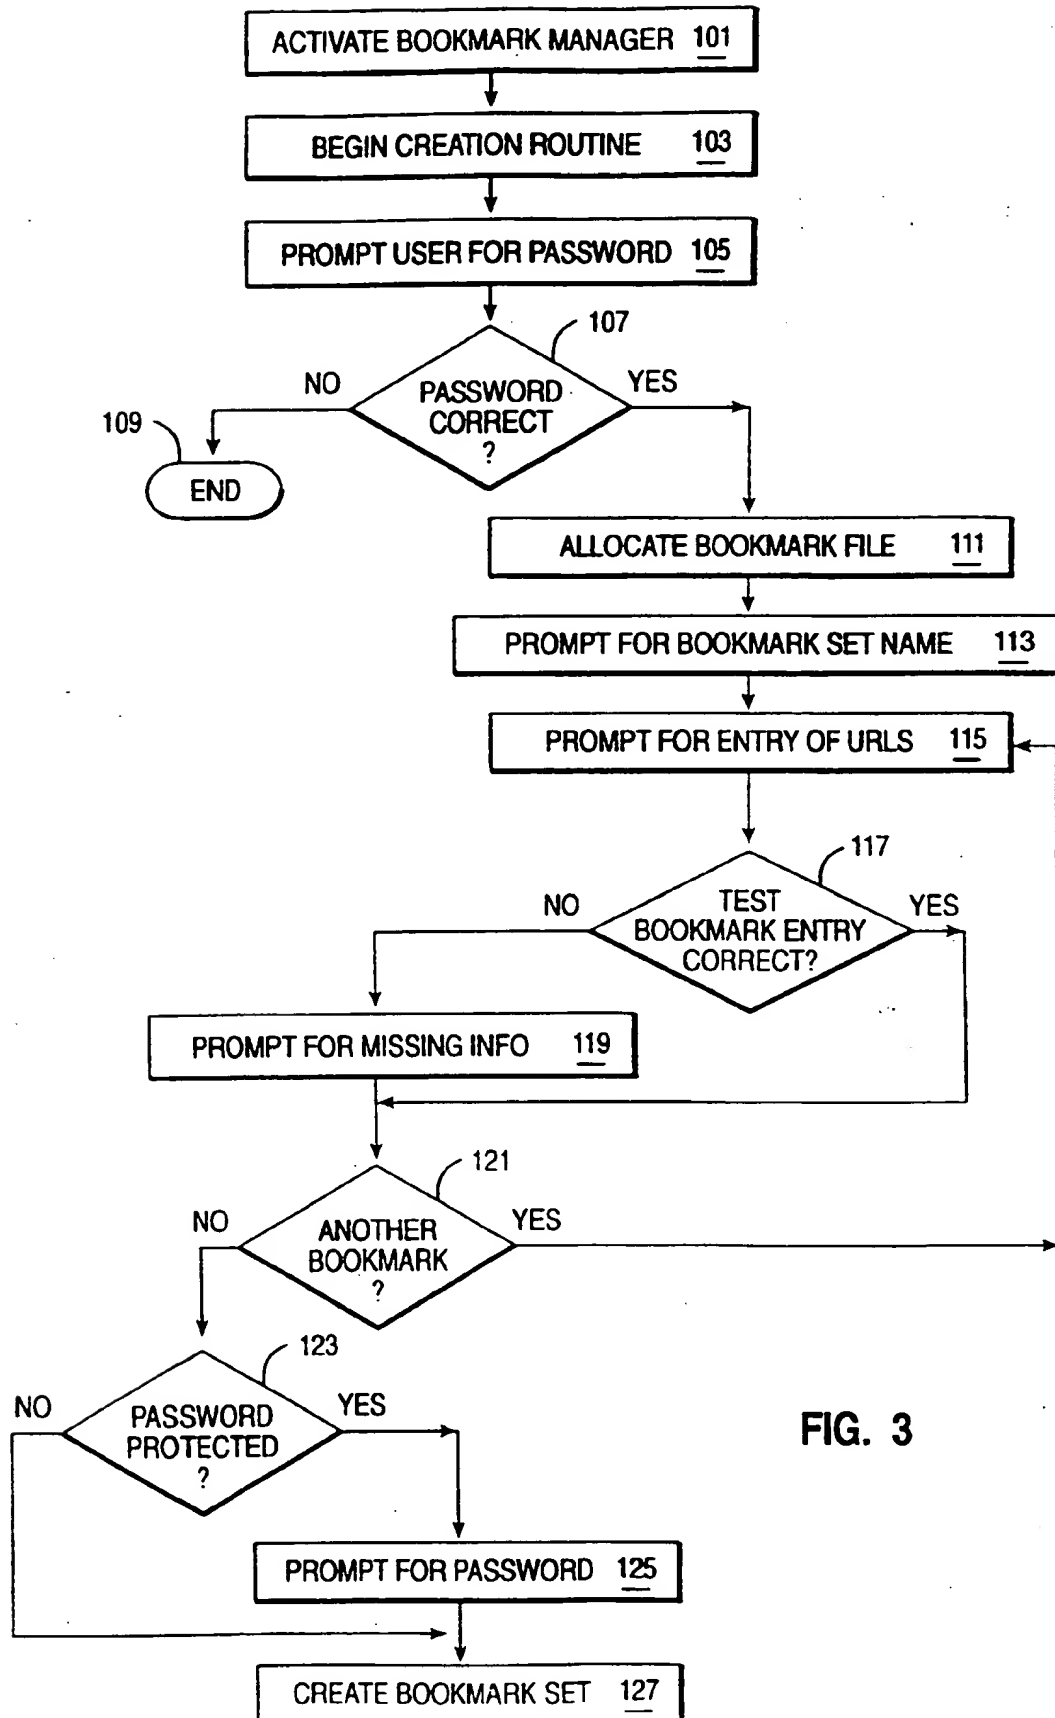 ACTIVATE BOOKMARK MANAGER 101
BEGIN CREATION ROUTINE 103
PROMPT USER FOR PASSWORD 105
107
NO
PASSWORD
CORRECT
?
YES
109
END
ALLOCATE BOOKMARK FILE 111
PROMPT FOR BOOKMARK SET NAME 113
PROMPT FOR ENTRY OF URLS 115
117
NO
TEST
BOOKMARK ENTRY
CORRECT?
YES
PROMPT FOR MISSING INFO 119
121
NO
ANOTHER
BOOKMARK
?
YES
123
NO
PASSWORD
PROTECTED
?
YES
FIG. 3
PROMPT FOR PASSWORD 125
CREATE BOOKMARK SET 127